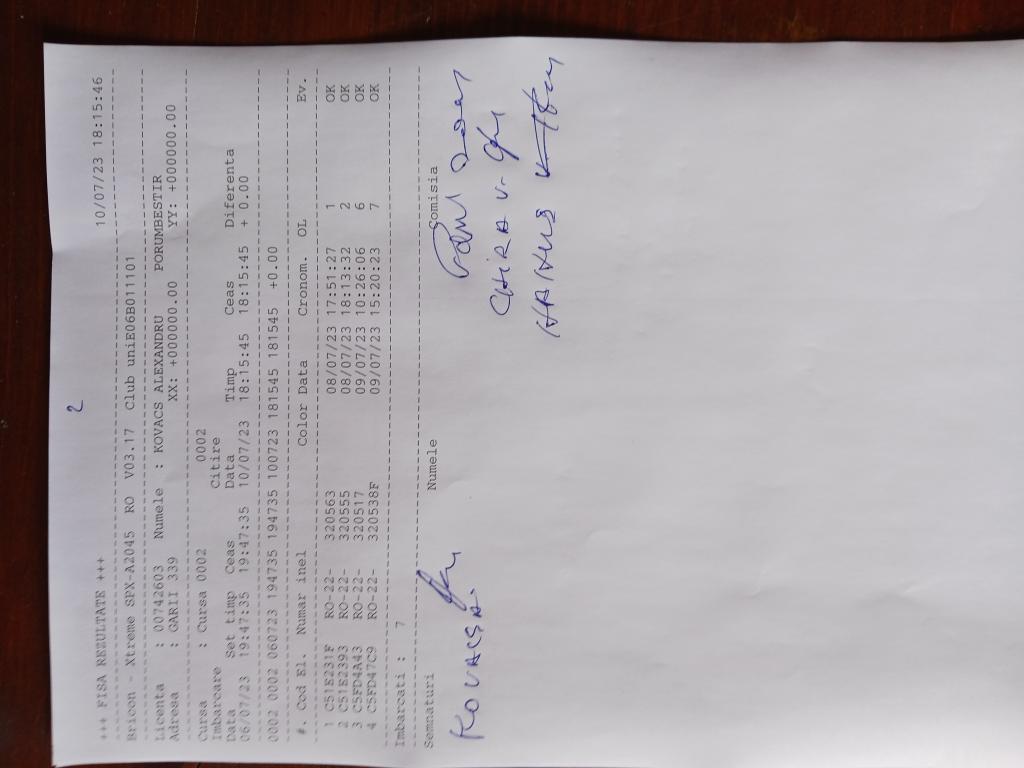 2
+++ FISA REZULTATE +++ 10/07/23 18:15:46
Bricon - Xtreme SPX-A2045 RO V03.17 Club uniE06B011101
Licenta : 00742603 Numele : KOVACS ALEXANDRU PORUMBESTIR
Adresa : GARII 339 XX: +000000.00 YY: +000000.00
Cursa : Cursa 0002 0002
Imbarcare Citire
Data Set timp Ceas Data Timp Ceas Diferenta
06/07/23 19:47:35 19:47:35 10/07/23 18:15:45 18:15:45 + 0.00
0002 0002 060723 194735 194735 100723 181545 181545 +0.00
#. Cod El. Numar inel Color Data Cronom. OL Ev.
1 C51E231F RO-22- 320563 08/07/23 17:51:27 1 OK
2 C51E2393 RO-22- 320555 08/07/23 18:13:32 2 OK
3 C5FD4A43 RO-22- 320517 09/07/23 10:26:06 6 OK
4 C5FD47C9 RO-22- 320538F 09/07/23 15:20:23 7 OK
Imbarcati : 7
Semnaturi Numele Comisia
KOVACS A.
CHIRA V.